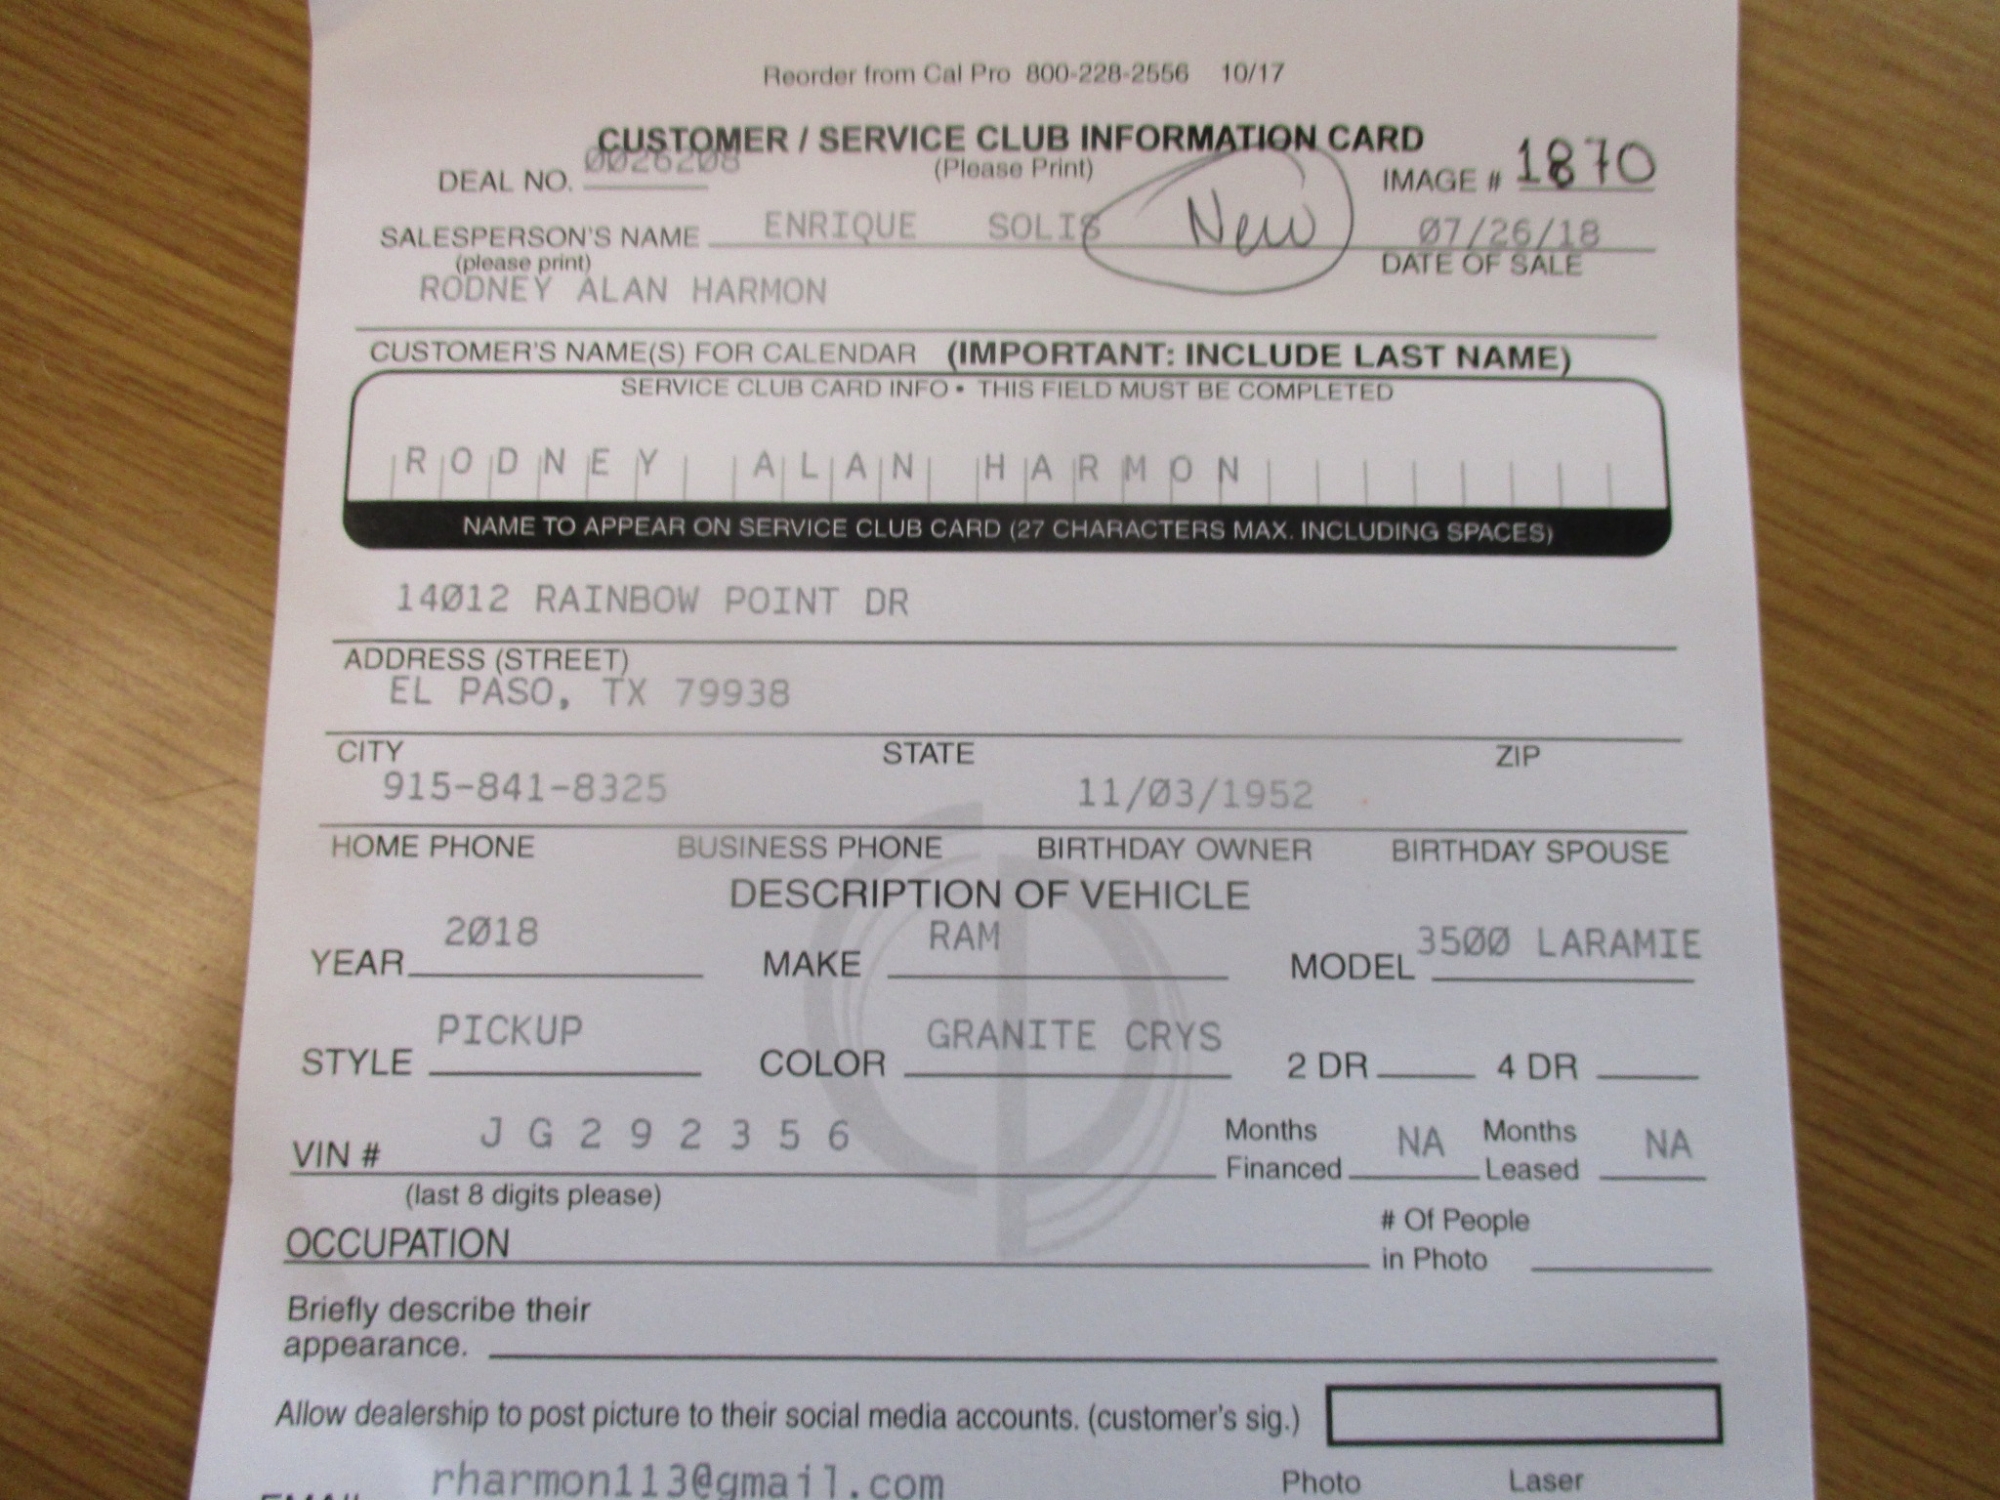 Reorder from Cal Pro 800-228-2556 10/17
CUSTOMER / SERVICE CLUB INFORMATION CARD
(Please Print)
DEAL NO. 0026208
IMAGE # 1870
SALESPERSON'S NAME ENRIQUE SOLIS New 07/26/18
(please print) DATE OF SALE
RODNEY ALAN HARMON
CUSTOMER'S NAME(S) FOR CALENDAR (IMPORTANT: INCLUDE LAST NAME)
SERVICE CLUB CARD INFO • THIS FIELD MUST BE COMPLETED
RODNEY ALAN HARMON
NAME TO APPEAR ON SERVICE CLUB CARD (27 CHARACTERS MAX. INCLUDING SPACES)
14012 RAINBOW POINT DR
ADDRESS (STREET)
EL PASO, TX 79938
CITY STATE ZIP
915-841-8325 11/03/1952
HOME PHONE BUSINESS PHONE BIRTHDAY OWNER BIRTHDAY SPOUSE
DESCRIPTION OF VEHICLE
YEAR 2018 MAKE RAM MODEL 3500 LARAMIE
STYLE PICKUP COLOR GRANITE CRYS 2 DR 4 DR
VIN # JG292356 Months Financed NA Months Leased NA
(last 8 digits please)
OCCUPATION # Of People in Photo
Briefly describe their
appearance.
Allow dealership to post picture to their social media accounts. (customer's sig.)
EMAIL rharmon113@gmail.com Photo Laser